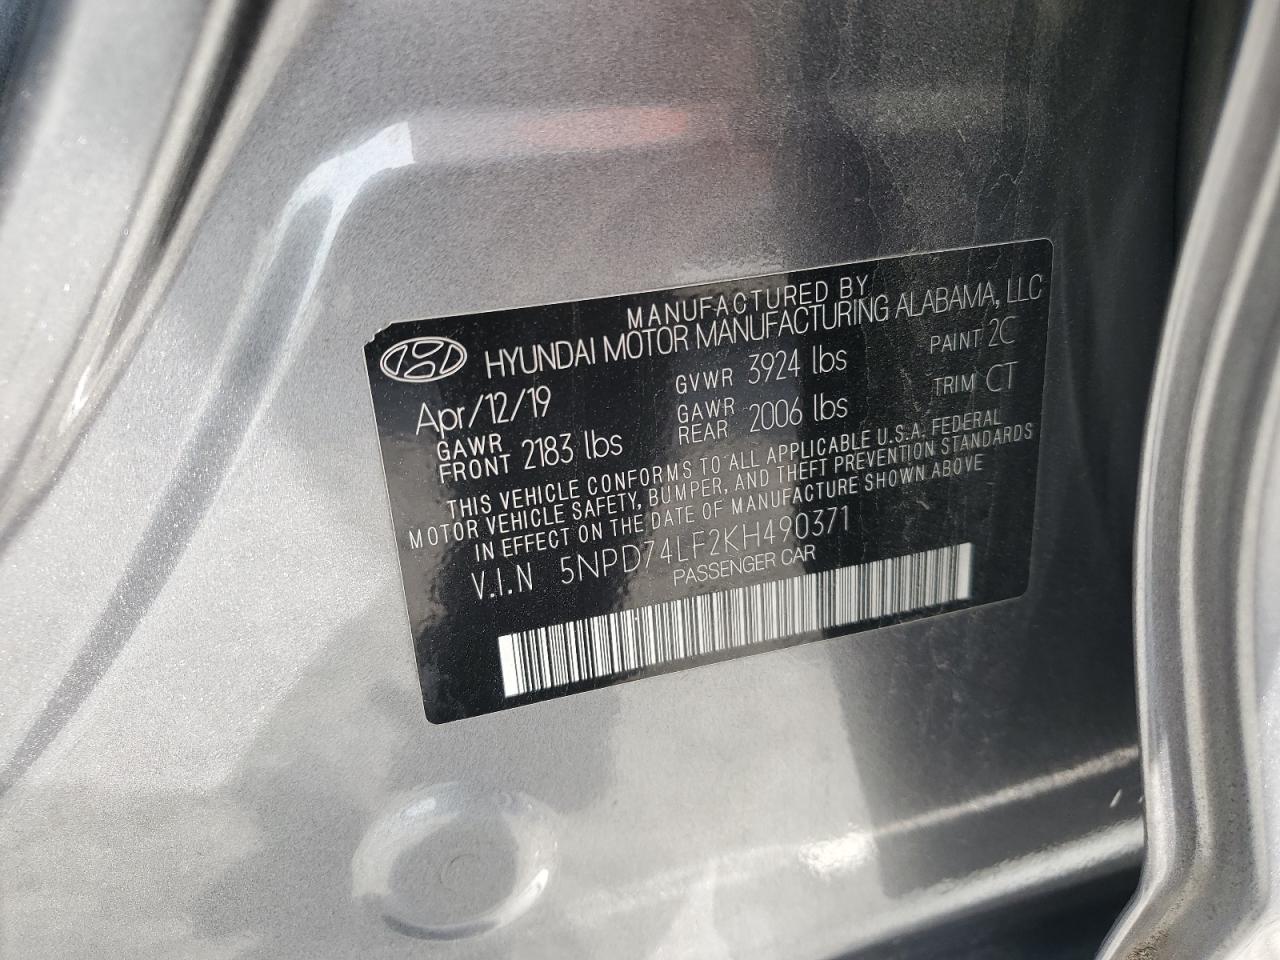 MANUFACTURED BY
HYUNDAI MOTOR MANUFACTURING ALABAMA, LLC
Apr/12/19 GVWR 3924 lbs PAINT 2C
GAWR FRONT 2183 lbs GAWR REAR 2006 lbs TRIM CT
THIS VEHICLE CONFORMS TO ALL APPLICABLE U.S.A. FEDERAL
MOTOR VEHICLE SAFETY, BUMPER, AND THEFT PREVENTION STANDARDS
IN EFFECT ON THE DATE OF MANUFACTURE SHOWN ABOVE
V.I.N 5NPD74LF2KH490371
PASSENGER CAR